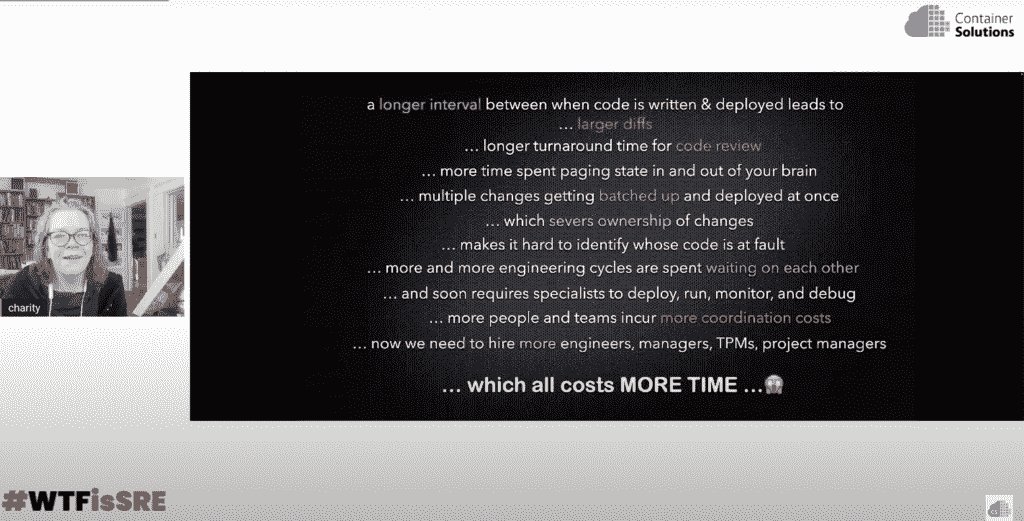 Container
Solutions
a longer interval between when code is written & deployed leads to
... larger diffs
... longer turnaround time for code review
... more time spent paging state in and out of your brain
... multiple changes getting batched up and deployed at once
... which severs ownership of changes
... makes it hard to identify whose code is at fault
... more and more engineering cycles are spent waiting on each other
... and soon requires specialists to deploy, run, monitor, and debug
... more people and teams incur more coordination costs
... now we need to hire more engineers, managers, TPMs, project managers
... which all costs MORE TIME ...😱
charity
#WTFisSRE